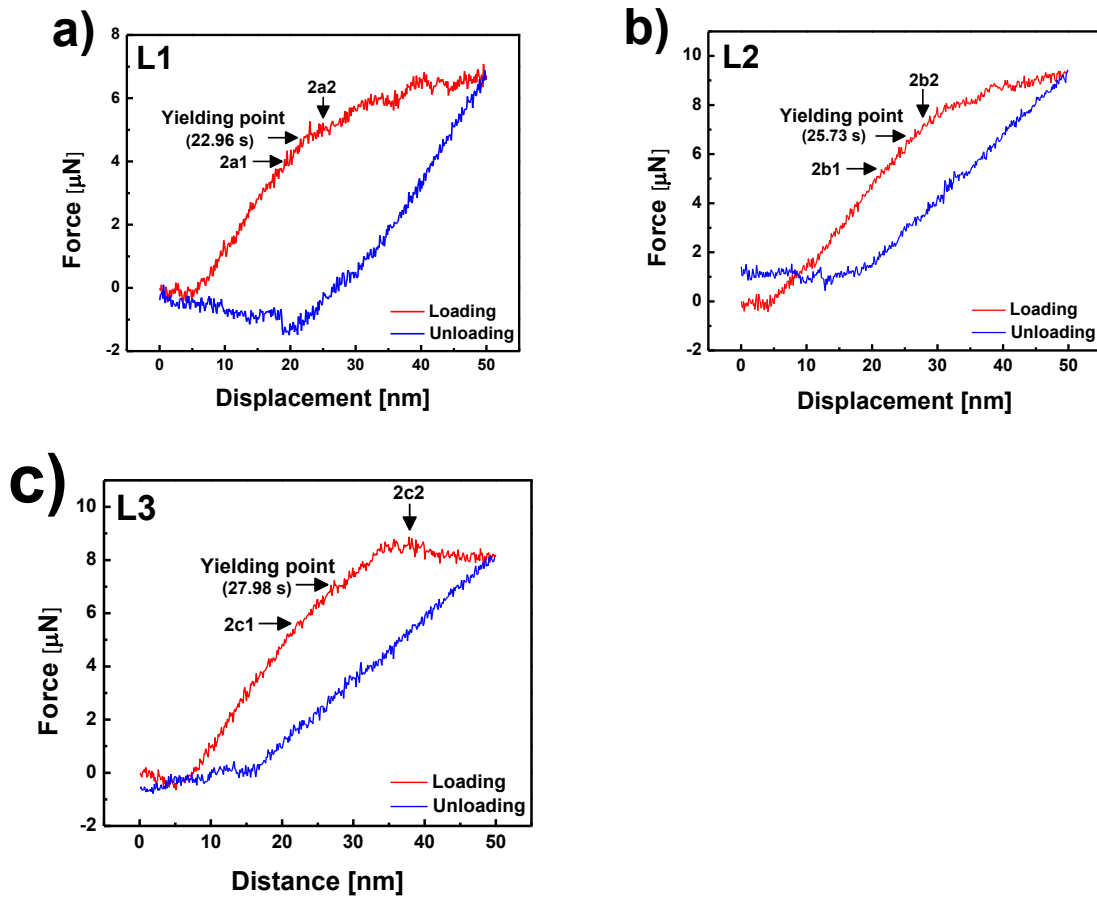 a)
L1
8
6
4
2
0
-2
Force [μN]
2a2
Yielding point
(22.96 s)
2a1
Loading
Unloading
0 10 20 30 40 50
Displacement [nm]
b)
L2
10
8
6
4
2
0
-2
Force [μN]
2b2
Yielding point
(25.73 s)
2b1
Loading
Unloading
0 10 20 30 40 50
Displacement [nm]
c)
L3
10
8
6
4
2
0
-2
Force [μN]
2c2
Yielding point
(27.98 s)
2c1
Loading
Unloading
0 10 20 30 40 50
Distance [nm]